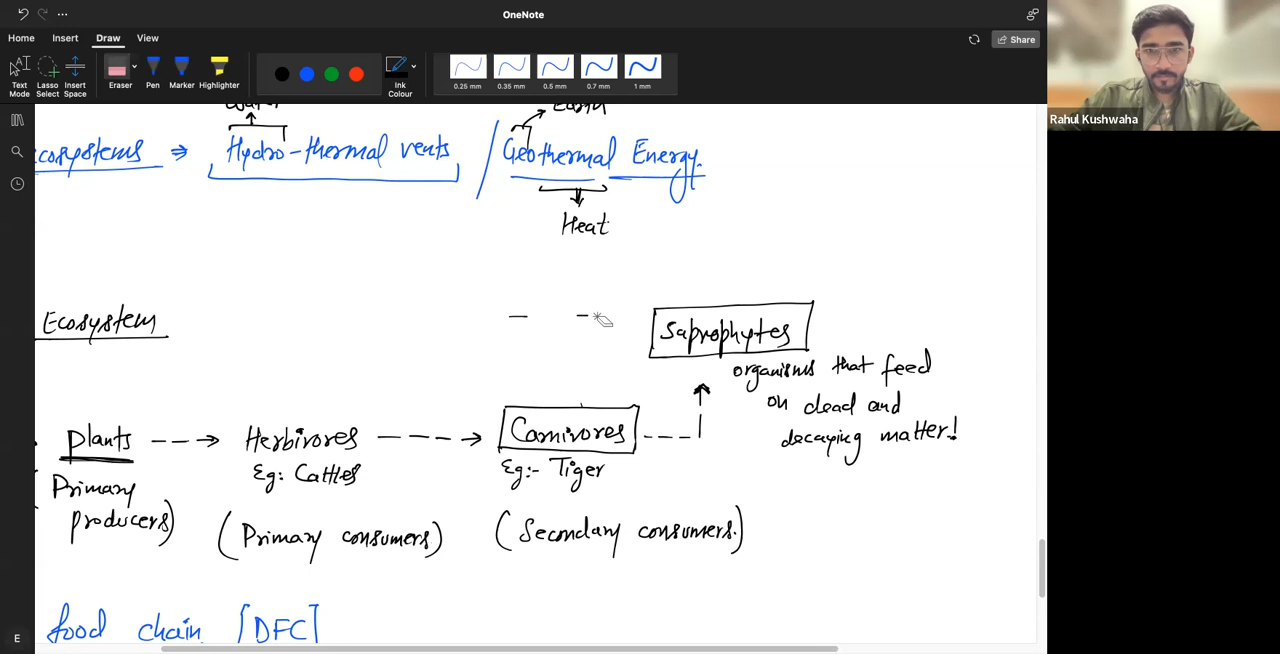 OneNote
Home Insert Draw View
Share
Text Mode
Lasso Select
Insert Space
Eraser
Pen
Marker
Highlighter
Ink Colour
0.25 mm 0.35 mm 0.5 mm 0.7 mm 1 mm
Rahul Kushwaha
Water
Earth
cosystems ⇒ Hydro-thermal vents / Geothermal Energy.
Heat
Ecosystem
Saprophytes
organisms that feed
on dead and
decaying matter!
Plants ---> Herbivores ----> Carnivores ---
Eg: Cattles
Eg:- Tiger
(Primary producers)
(Primary consumers)
(Secondary consumers.)
food chain [DFC]
E